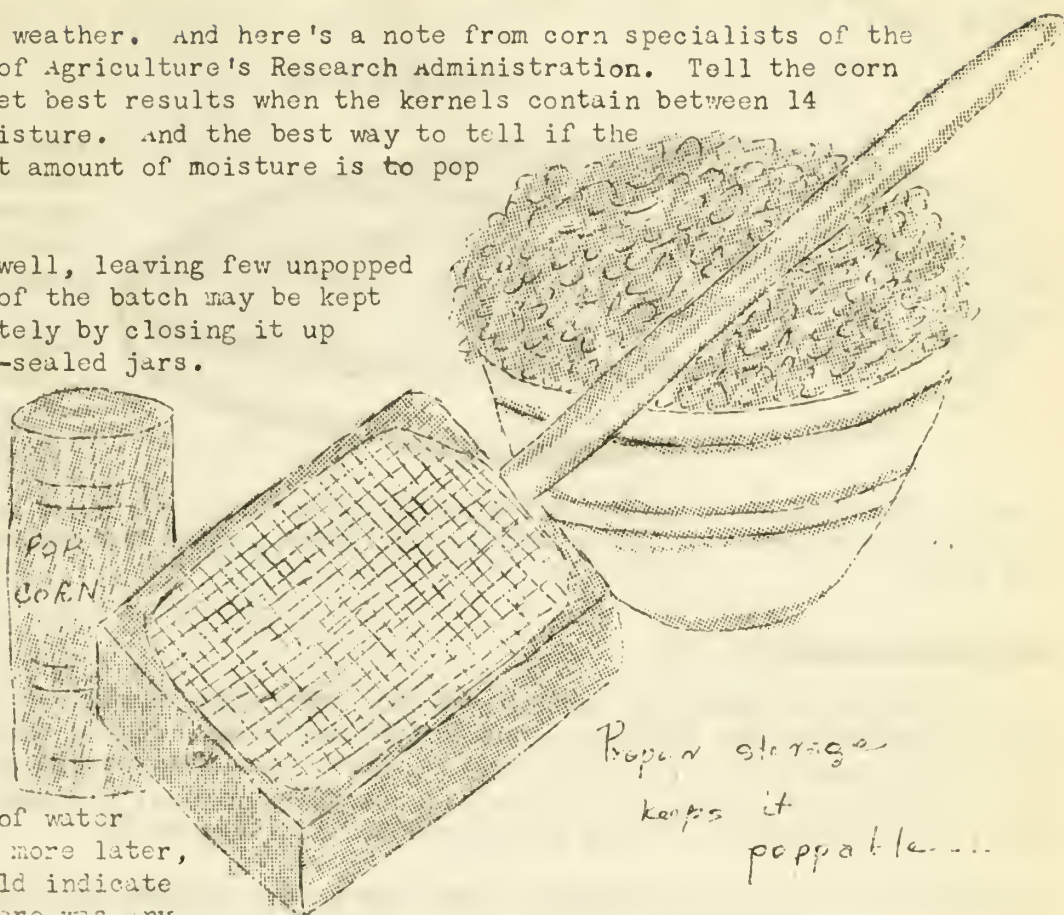 weather. And here's a note from corn specialists of the
of Agriculture's Research Administration. Tell the corn
et best results when the kernels contain between 14
isture. And the best way to tell if the
t amount of moisture is to pop
well, leaving few unpopped
of the batch may be kept
tely by closing it up
-sealed jars.
POP
CORN
Proper storage
keeps it
poppable....
of water
more later,
ld indicate
any